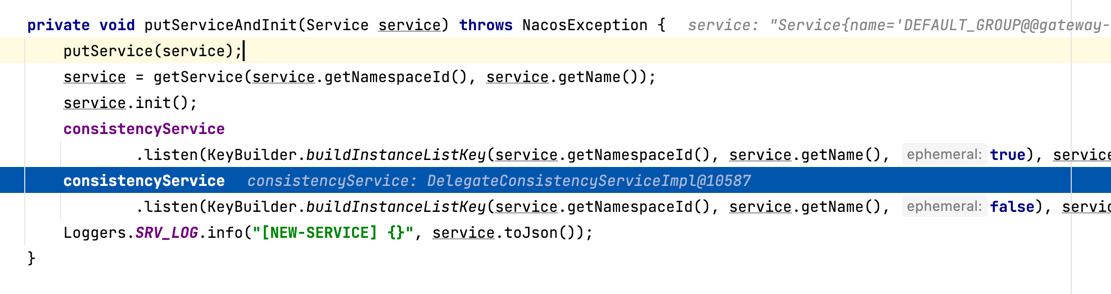 private void putServiceAndInit(Service service) throws NacosException {  service: "Service{name='DEFAULT_GROUP@@gateway-
    putService(service);
    service = getService(service.getNamespaceId(), service.getName());
    service.init();
    consistencyService
            .listen(KeyBuilder.buildInstanceListKey(service.getNamespaceId(), service.getName(), ephemeral: true), service
    consistencyService  consistencyService: DelegateConsistencyServiceImpl@10587
            .listen(KeyBuilder.buildInstanceListKey(service.getNamespaceId(), service.getName(), ephemeral: false), servi
    Loggers.SRV_LOG.info("[NEW-SERVICE] {}", service.toJson());
}